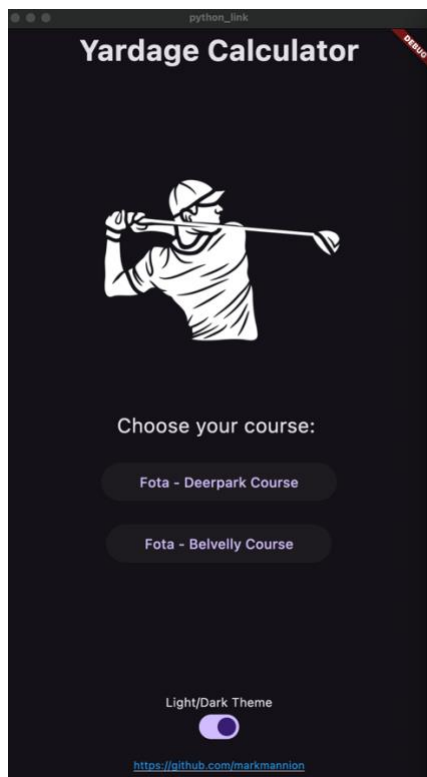 python_link
Yardage Calculator
DEBUG
Choose your course:
Fota - Deerpark Course
Fota - Belvelly Course
Light/Dark Theme
https://github.com/markmannion